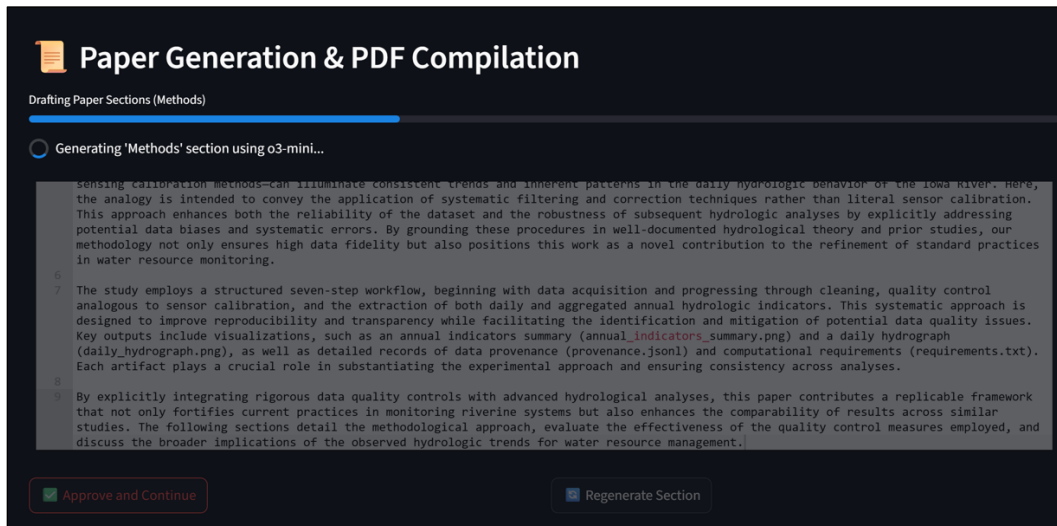 📜 Paper Generation & PDF Compilation
Drafting Paper Sections (Methods)
Generating 'Methods' section using o3-mini...
sensing calibration methods—can illuminate consistent trends and inherent patterns in the daily hydrologic behavior of the Iowa River. Here,
the analogy is intended to convey the application of systematic filtering and correction techniques rather than literal sensor calibration.
This approach enhances both the reliability of the dataset and the robustness of subsequent hydrologic analyses by explicitly addressing
potential data biases and systematic errors. By grounding these procedures in well-documented hydrological theory and prior studies, our
methodology not only ensures high data fidelity but also positions this work as a novel contribution to the refinement of standard practices
in water resource monitoring.
6
7 The study employs a structured seven-step workflow, beginning with data acquisition and progressing through cleaning, quality control
analogous to sensor calibration, and the extraction of both daily and aggregated annual hydrologic indicators. This systematic approach is
designed to improve reproducibility and transparency while facilitating the identification and mitigation of potential data quality issues.
Key outputs include visualizations, such as an annual indicators summary (annual_indicators_summary.png) and a daily hydrograph
(daily_hydrograph.png), as well as detailed records of data provenance (provenance.jsonl) and computational requirements (requirements.txt).
Each artifact plays a crucial role in substantiating the experimental approach and ensuring consistency across analyses.
8
9 By explicitly integrating rigorous data quality controls with advanced hydrological analyses, this paper contributes a replicable framework
that not only fortifies current practices in monitoring riverine systems but also enhances the comparability of results across similar
studies. The following sections detail the methodological approach, evaluate the effectiveness of the quality control measures employed, and
discuss the broader implications of the observed hydrologic trends for water resource management.
✅ Approve and Continue
🔄 Regenerate Section